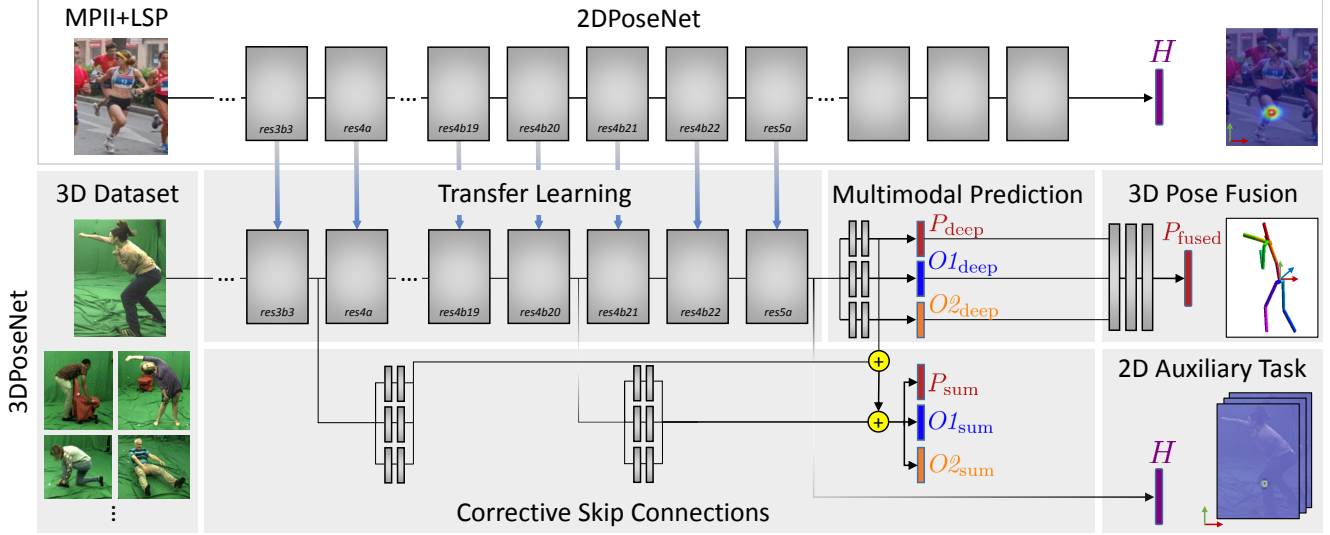 MPII+LSP
2DPoseNet
H
... ... ...
res3b3 res4a res4b19 res4b20 res4b21 res4b22 res5a
3DPoseNet
3D Dataset
Transfer Learning
Multimodal Prediction
3D Pose Fusion
P_deep
O1_deep
O2_deep
P_fused
... ...
res3b3 res4a res4b19 res4b20 res4b21 res4b22 res5a
+
+
P_sum
O1_sum
O2_sum
2D Auxiliary Task
H
...
Corrective Skip Connections